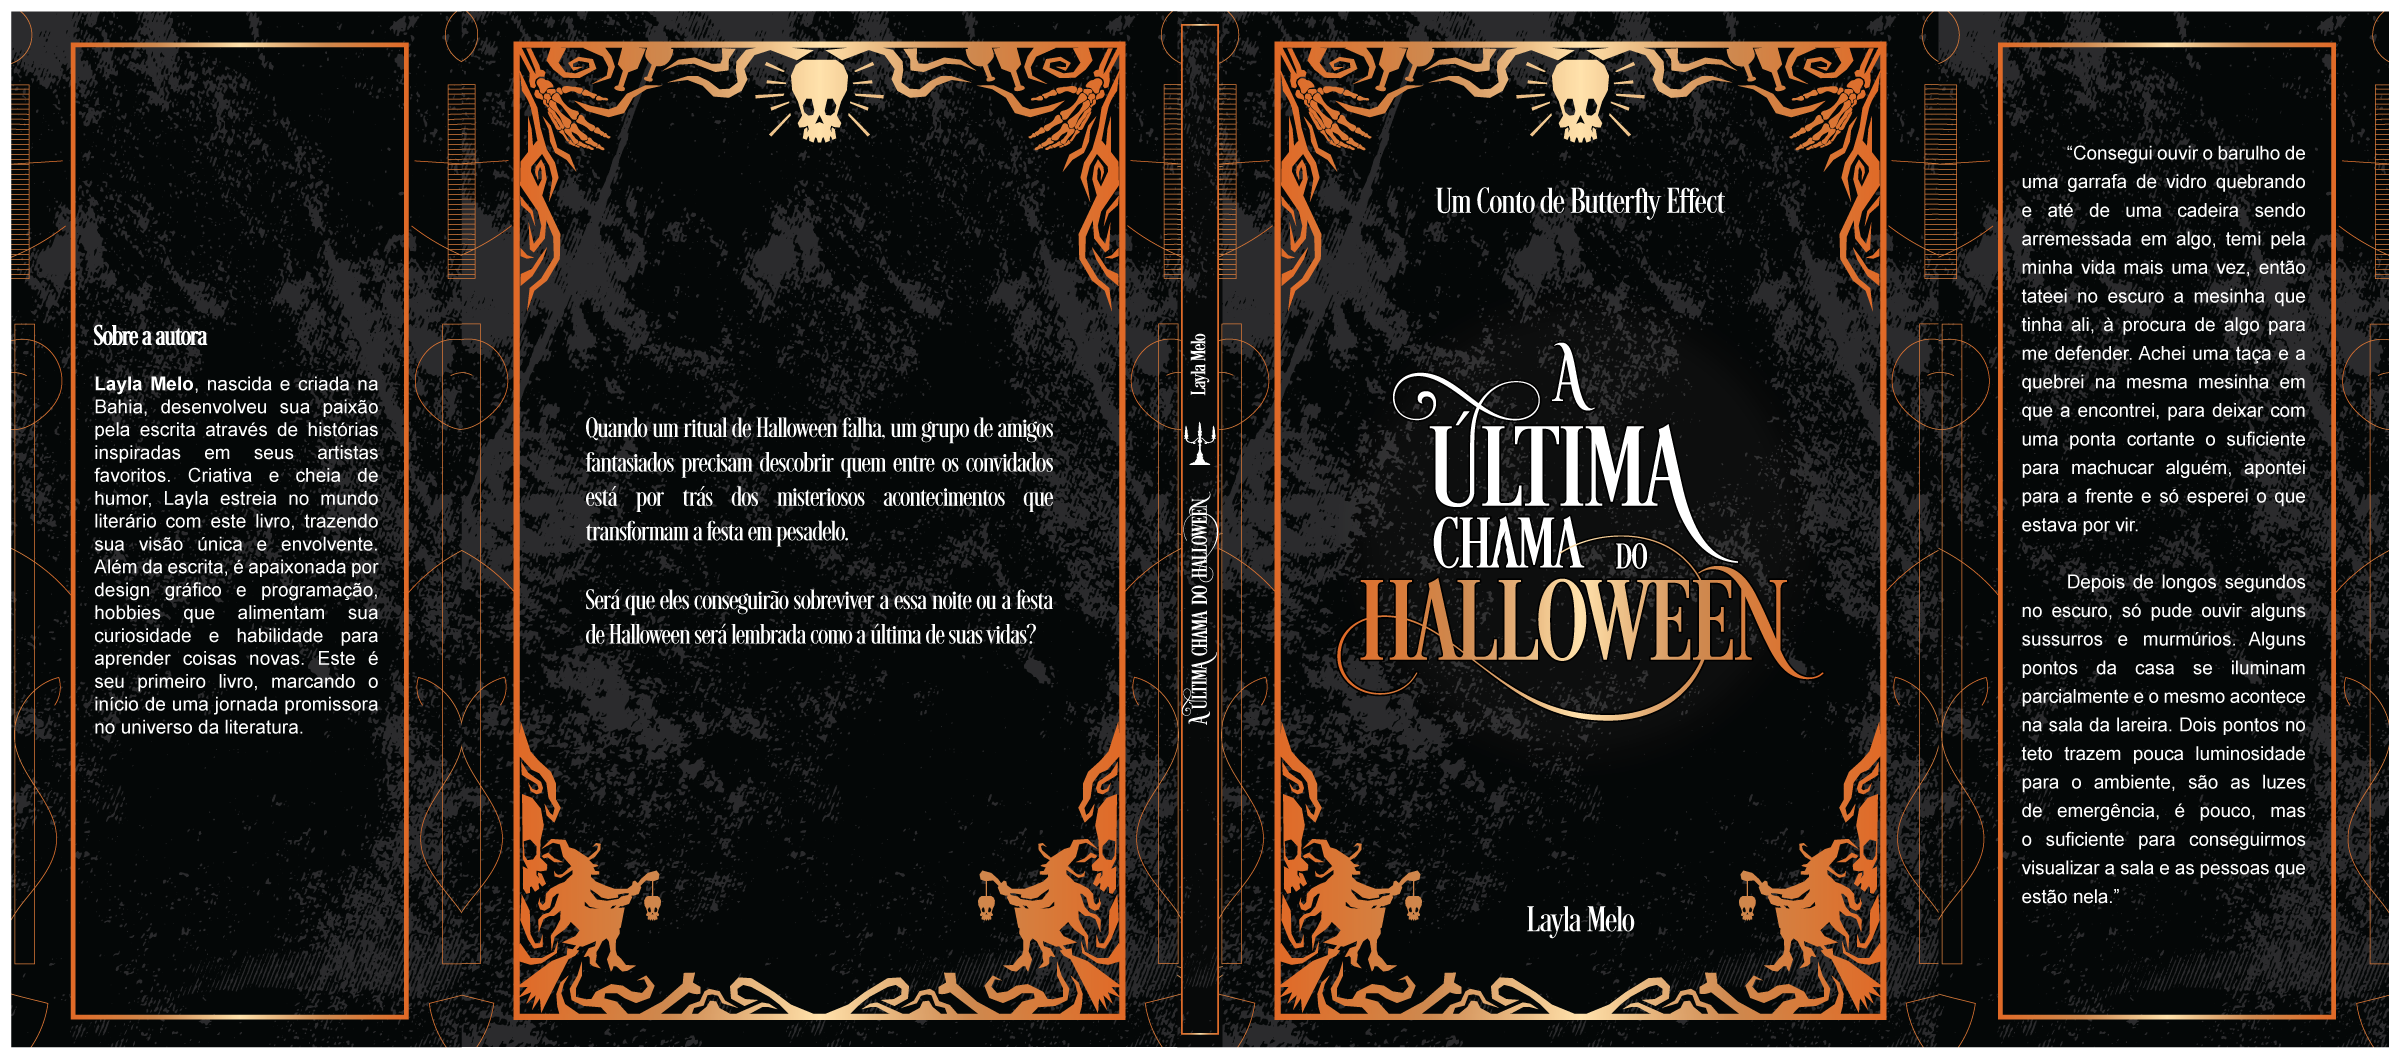 Sobre a autora
Layla Melo, nascida e criada na
Bahia, desenvolveu sua paixão
pela escrita através de histórias
inspiradas em seus artistas
favoritos. Criativa e cheia de
humor, Layla estreia no mundo
literário com este livro, trazendo
sua visão única e envolvente.
Além da escrita, é apaixonada por
design gráfico e programação,
hobbies que alimentam sua
curiosidade e habilidade para
aprender coisas novas. Este é
seu primeiro livro, marcando o
início de uma jornada promissora
no universo da literatura.
Quando um ritual de Halloween falha, um grupo de amigos
fantasiados precisam descobrir quem entre os convidados
está por trás dos misteriosos acontecimentos que
transformam a festa em pesadelo.
Será que eles conseguirão sobreviver a essa noite ou a festa
de Halloween será lembrada como a última de suas vidas?
A ÚLTIMA CHAMA DO HALLOWEEN
Layla Melo
Um Conto de Butterfly Effect
A
ÚLTIMA
CHAMA DO
HALLOWEEN
Layla Melo
“Consegui ouvir o barulho de
uma garrafa de vidro quebrando
e até de uma cadeira sendo
arremessada em algo, temi pela
minha vida mais uma vez, então
tateei no escuro a mesinha que
tinha ali, à procura de algo para
me defender. Achei uma taça e a
quebrei na mesma mesinha em
que a encontrei, para deixar com
uma ponta cortante o suficiente
para machucar alguém, apontei
para a frente e só esperei o que
estava por vir.
Depois de longos segundos
no escuro, só pude ouvir alguns
sussurros e murmúrios. Alguns
pontos da casa se iluminam
parcialmente e o mesmo acontece
na sala da lareira. Dois pontos no
teto trazem pouca luminosidade
para o ambiente, são as luzes
de emergência, é pouco, mas
o suficiente para conseguirmos
visualizar a sala e as pessoas que
estão nela.”